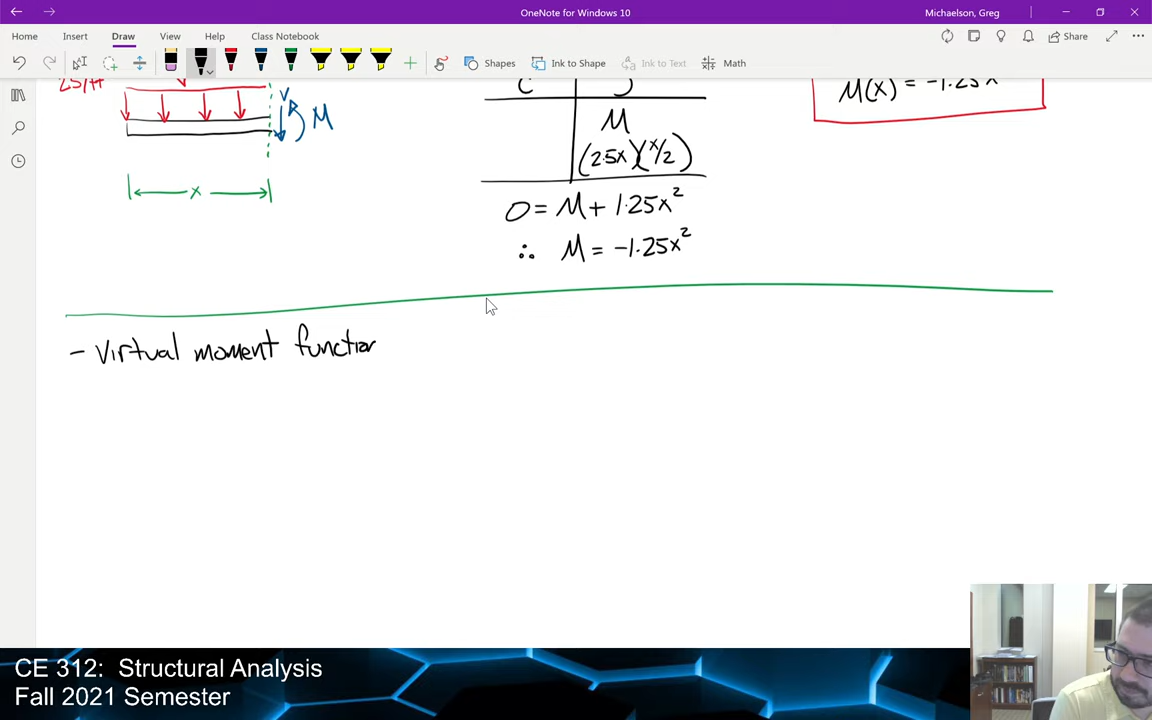 OneNote for Windows 10
Michaelson, Greg
Home Insert Draw View Help Class Notebook
Share
Shapes Ink to Shape Ink to Text Math
V
M
x
M
(2.5x)(x/2)
0 = M + 1.25x²
∴ M = -1.25x²
M(x) = -1.25x
- Virtual moment function
CE 312: Structural Analysis
Fall 2021 Semester